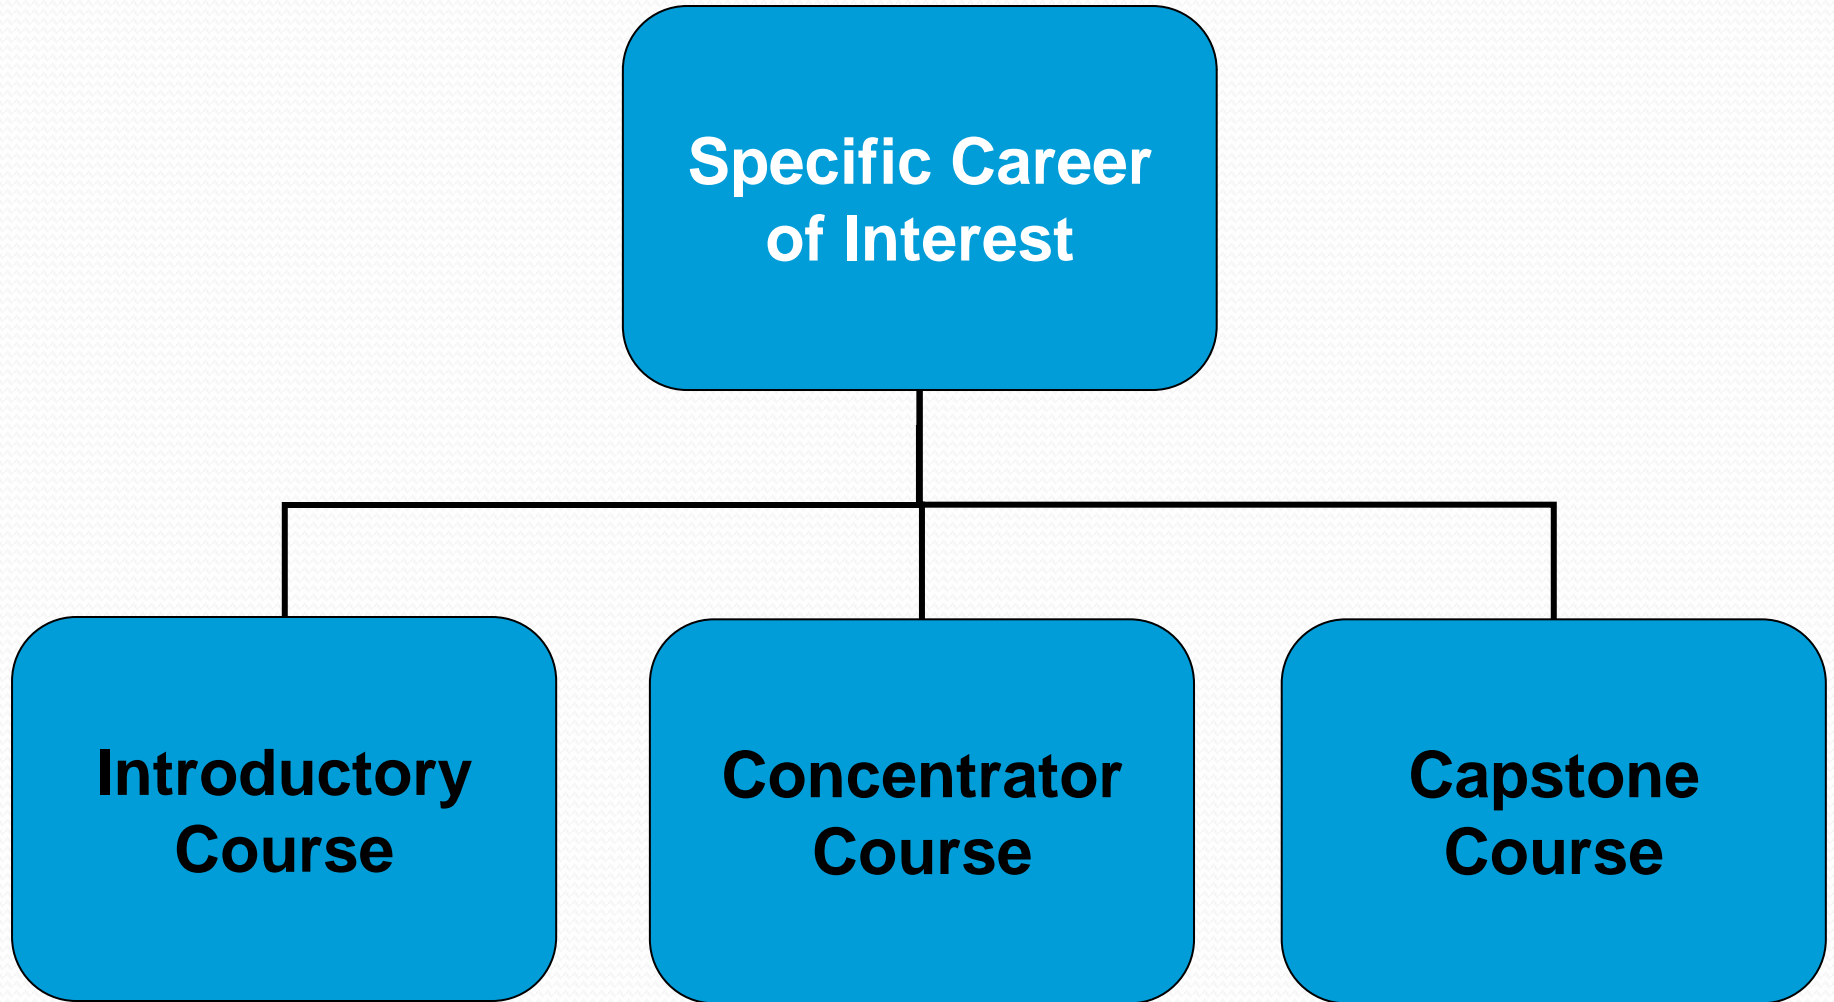 Specific Career
of Interest
Introductory
Course
Concentrator
Course
Capstone
Course